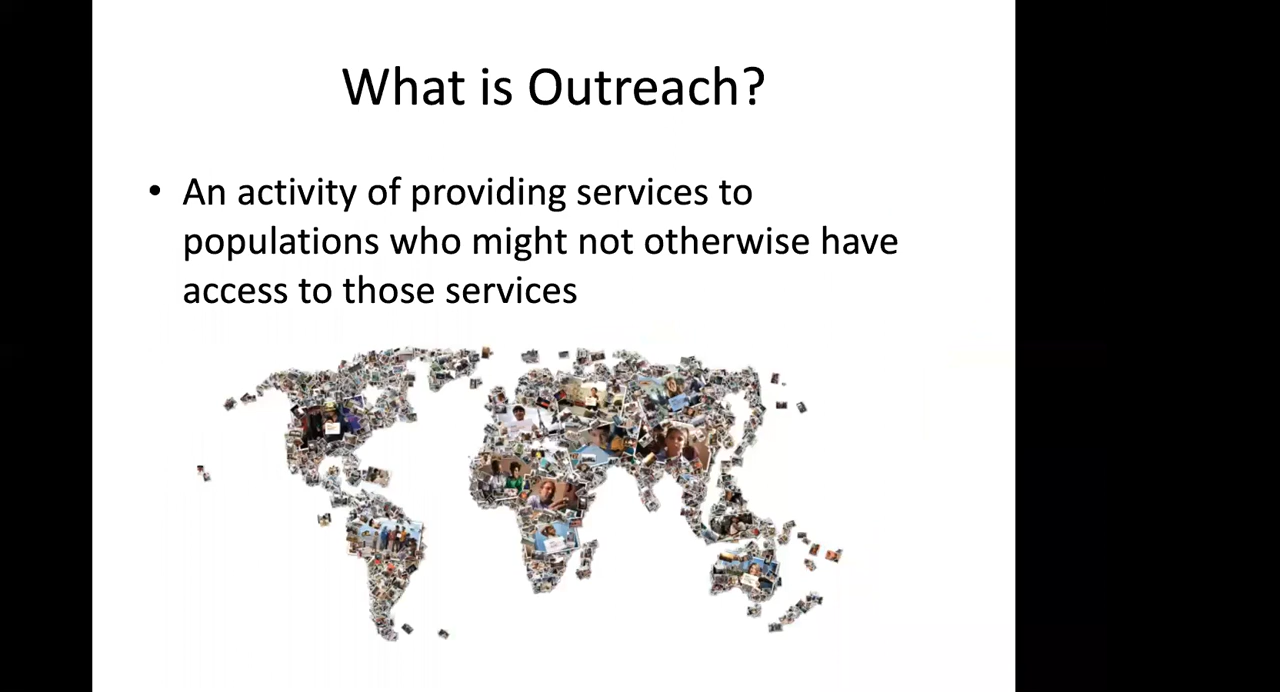 What is Outreach?
• An activity of providing services to
populations who might not otherwise have
access to those services